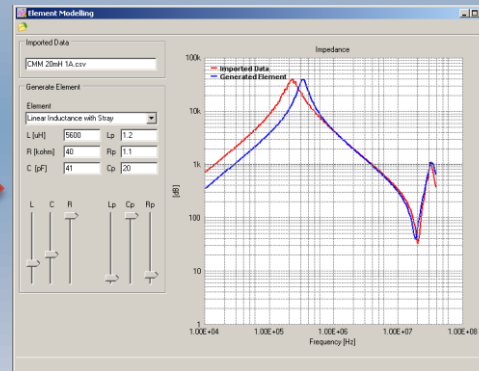 Element Modelling
Imported Data
CMM 20mH 1A.csv
Generate Element
Element
Linear Inductance with Stray
L [uH] 5600 Lp 1.2
R [kohm] 40 Rp 1.1
C [pF] 41 Cp 20
L C R Lp Cp Rp
Impedance
Imported Data
Generated Element
100k
10k
1k
100
10
1
[dB]
1.00E+04 1.00E+05 1.00E+06 1.00E+07 1.00E+08
Frequency [Hz]